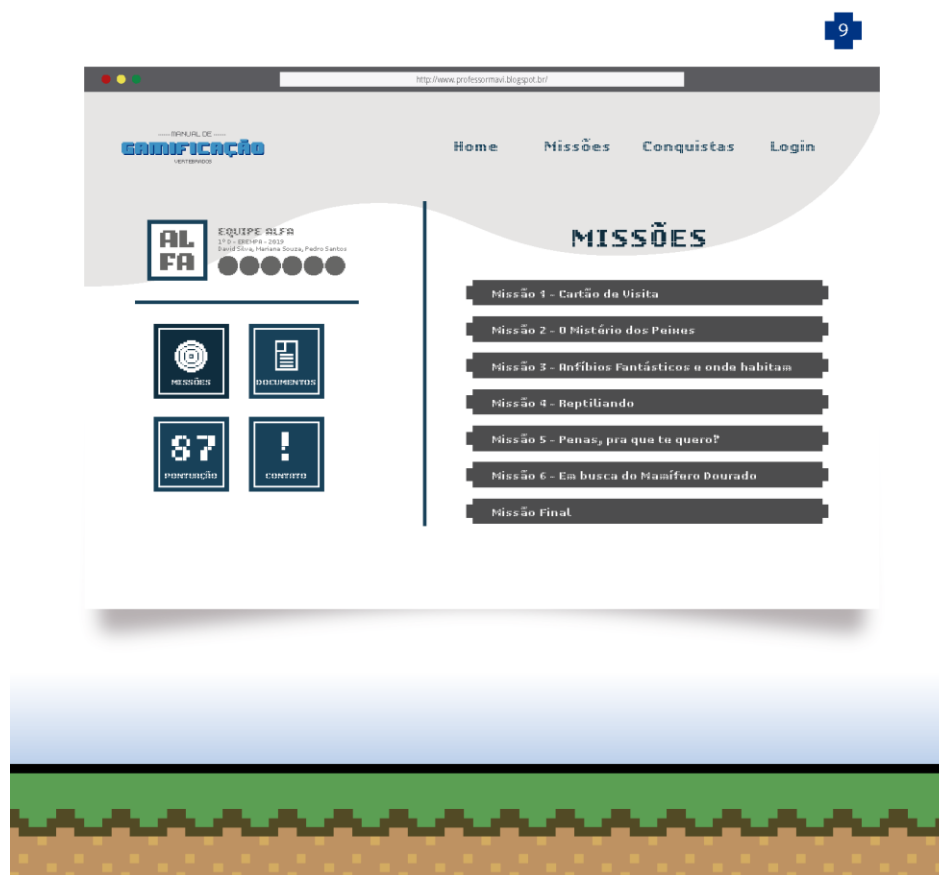 9
http://www.professormavi.blogspot.br/
MANUAL DE
GAMIFICAÇÃO
VERTEBRADOS
Home Missões Conquistas Login
AL
FA
EQUIPE ALFA
1º D - EREMPA - 2019
David Silva, Mariana Souza, Pedro Santos
MISSÕES
DOCUMENTOS
87
PONTUAÇÃO
!
CONTATO
MISSÕES
Missão 1 - Cartão de Visita
Missão 2 - O Mistério dos Peixes
Missão 3 - Anfíbios Fantásticos e onde habitam
Missão 4 - Reptiliando
Missão 5 - Penas, pra que te quero?
Missão 6 - Em busca do Mamífero Dourado
Missão Final